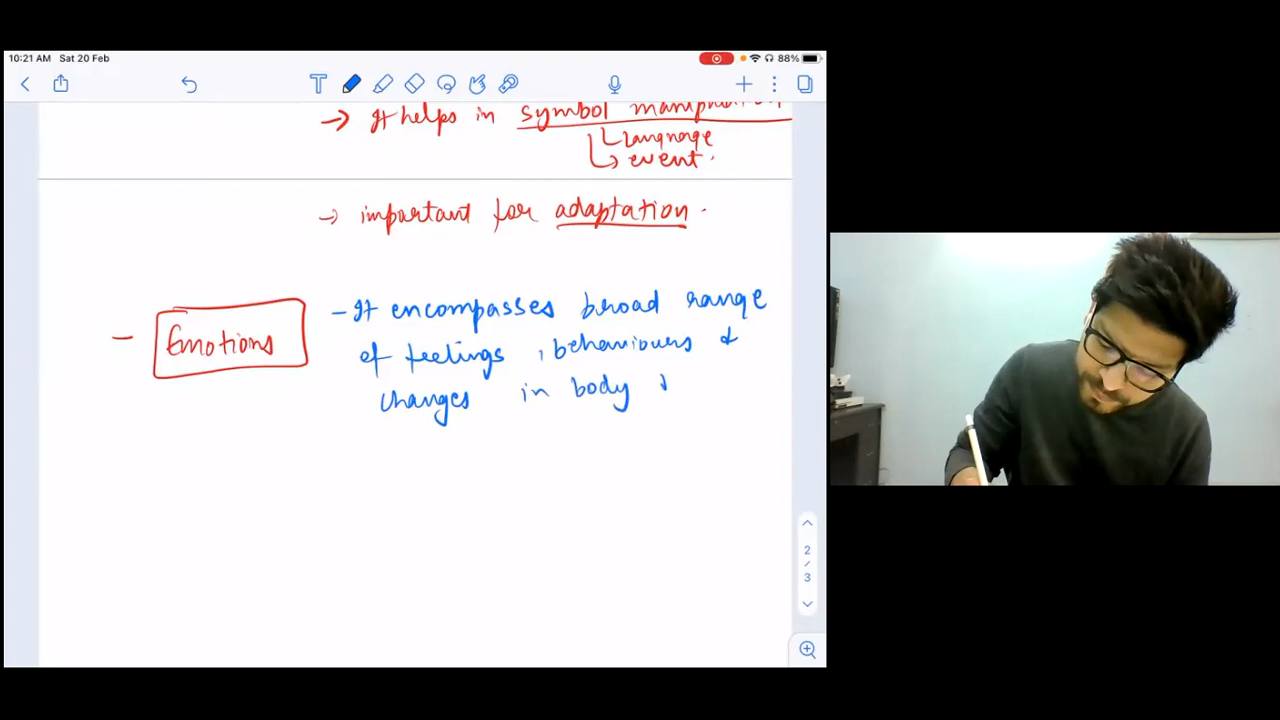 10:21 AM Sat 20 Feb
88%
→ It helps in symbol manipulation
↳ language
↳ event.
→ important for adaptation.
- Emotions
- It encompasses broad range
of feelings, behaviours &
changes in body
2
/
3